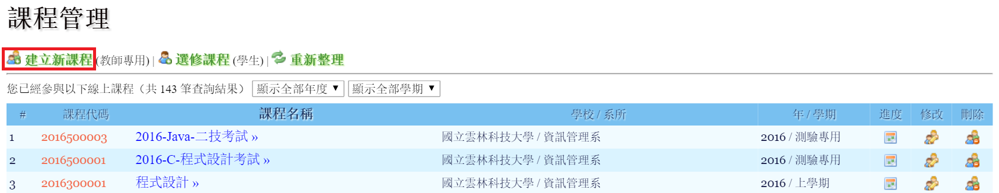 課程管理
建立新課程 (教師專用) | 選修課程 (學生) | 重新整理
您已經參與以下線上課程（共 143 筆查詢結果） 顯示全部年度 ▼ 顯示全部學期 ▼
# 課程代碼 課程名稱 學校 / 系所 年 / 學期 進度 修改 刪除
1 2016500003 2016-Java-二技考試 » 國立雲林科技大學 / 資訊管理系 2016 / 測驗專用
2 2016500001 2016-C-程式設計考試 » 國立雲林科技大學 / 資訊管理系 2016 / 測驗專用
3 2016300001 程式設計 » 國立雲林科技大學 / 資訊管理系 2016 / 上學期